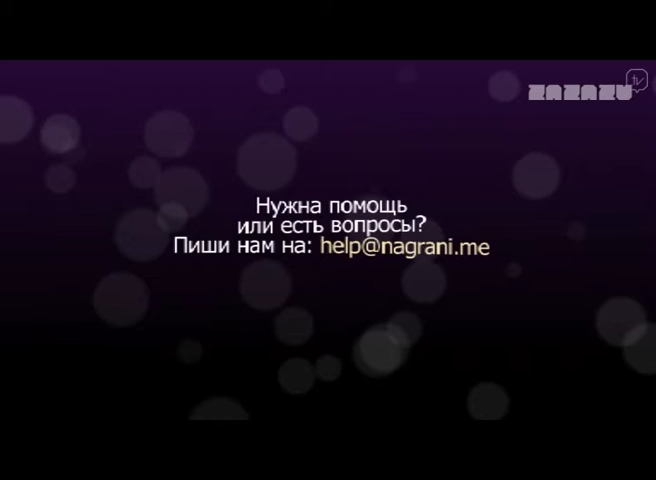 ZAZAZU tv
Нужна помощь
или есть вопросы?
Пиши нам на: help@nagrani.me